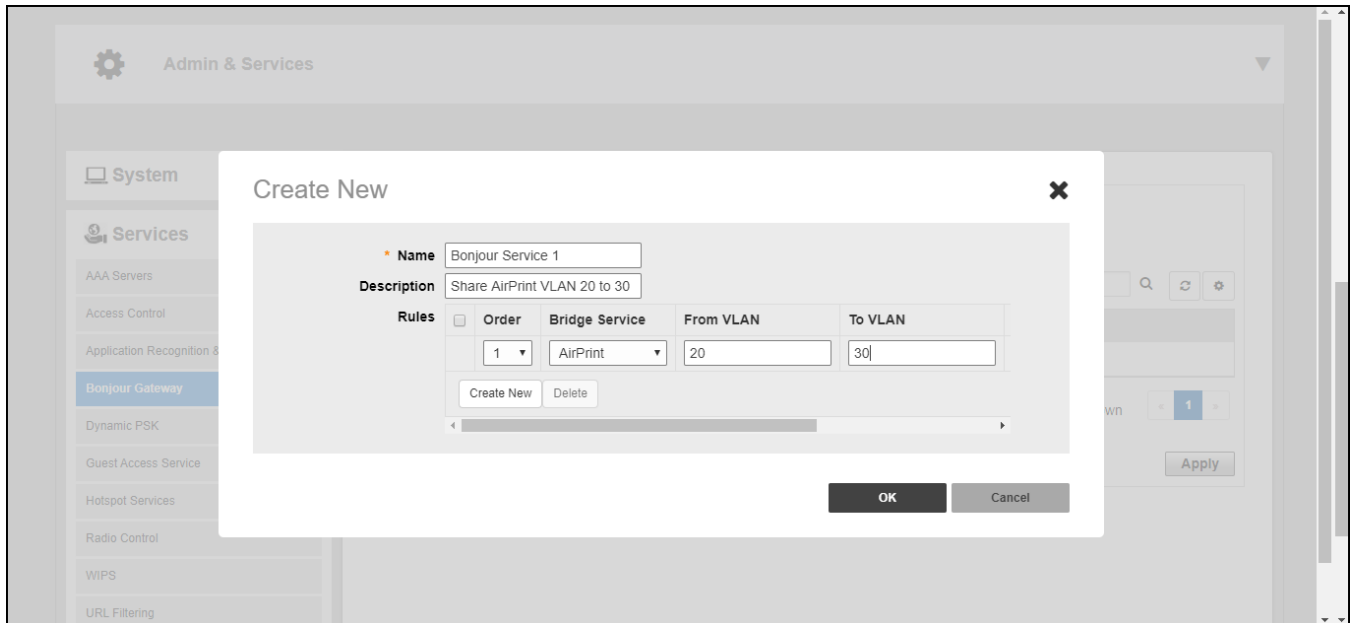 Admin & Services
System
Create New
Services
* Name Bonjour Service 1
Description Share AirPrint VLAN 20 to 30
Rules Order Bridge Service From VLAN To VLAN
1 AirPrint 20 30
Create New Delete
OK Cancel
AAA Servers
Access Control
Application Recognition &
Bonjour Gateway
Dynamic PSK
Guest Access Service
Hotspot Services
Radio Control
WIPS
URL Filtering
wn « 1 »
Apply